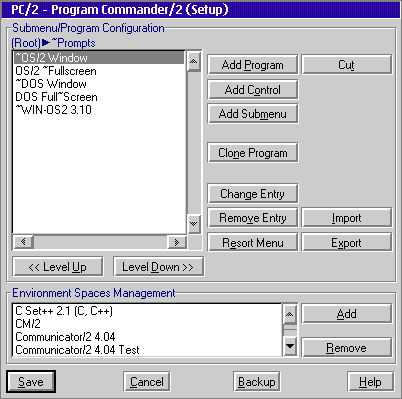 PC/2 - Program Commander/2 (Setup)
Submenu/Program Configuration
(Root)▶~Prompts
~OS/2 Window
OS/2 ~Fullscreen
~DOS Window
DOS Full~Screen
~WIN-OS2 3.10
Add Program
Cut
Add Control
Add Submenu
Clone Program
Change Entry
Remove Entry
Import
Resort Menu
Export
<< Level Up
Level Down >>
Environment Spaces Management
C Set++ 2.1 (C, C++)
CM/2
Communicator/2 4.04
Communicator/2 4.04 Test
Add
Remove
Save
Cancel
Backup
Help